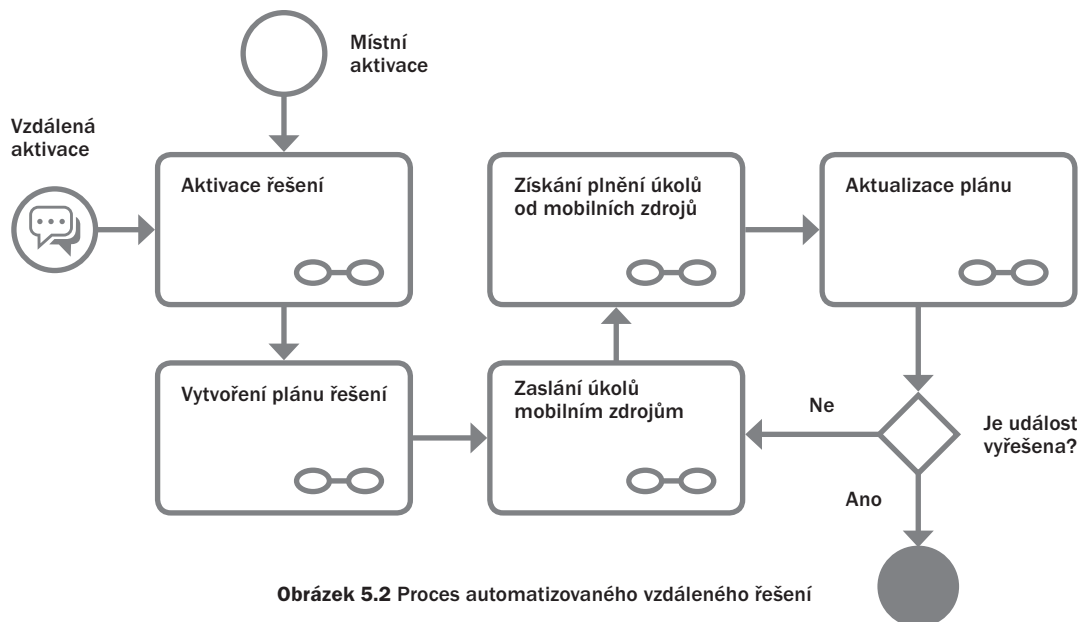 Místní
aktivace
Vzdálená
aktivace
Aktivace řešení
Získání plnění úkolů
od mobilních zdrojů
Aktualizace plánu
Vytvoření plánu řešení
Zaslání úkolů
mobilním zdrojům
Ne
Je událost
vyřešena?
Ano
Obrázek 5.2 Proces automatizovaného vzdáleného řešení